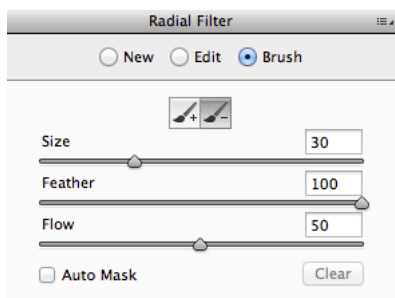 Radial Filter
New Edit Brush
Size 30
Feather 100
Flow 50
Auto Mask Clear